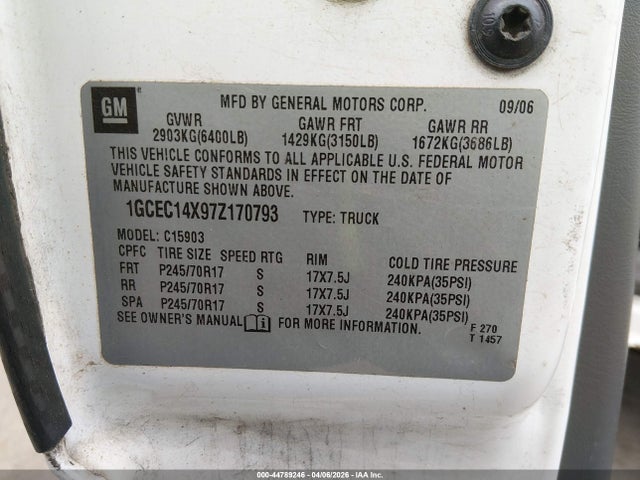 1042
GM
MFD BY GENERAL MOTORS CORP. 09/06
GVWR GAWR FRT GAWR RR
2903KG(6400LB) 1429KG(3150LB) 1672KG(3686LB)
THIS VEHICLE CONFORMS TO ALL APPLICABLE U.S. FEDERAL MOTOR
VEHICLE SAFETY STANDARDS IN EFFECT ON THE DATE OF
MANUFACTURE SHOWN ABOVE.
1GCEC14X97Z170793 TYPE: TRUCK
MODEL: C15903
CPFC TIRE SIZE SPEED RTG RIM COLD TIRE PRESSURE
FRT P245/70R17 S 17X7.5J 240KPA(35PSI)
RR P245/70R17 S 17X7.5J 240KPA(35PSI)
SPA P245/70R17 S 17X7.5J 240KPA(35PSI)
SEE OWNER'S MANUAL FOR MORE INFORMATION.
F 270
T 1457
000-44789246 - 04/06/2026 - IAAI Inc.